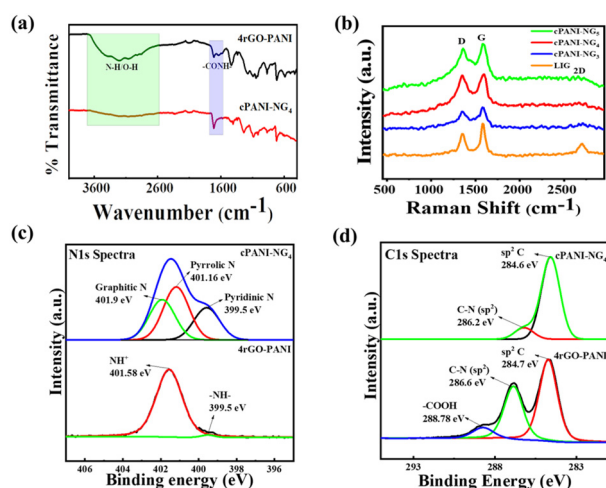 (a)
4rGO-PANI
N-H/O-H
-CONH
cPANI-NG4
% Transmittance
3600 2600 1600 600
Wavenumber (cm-1)
(b)
cPANI-NG5
cPANI-NG4
cPANI-NG3
LIG
D G
2D
Intensity (a.u.)
500 1000 1500 2000 2500
Raman Shift (cm-1)
(c)
N1s Spectra
cPANI-NG4
Pyrrolic N
401.16 eV
Graphitic N
401.9 eV
Pyridinic N
399.5 eV
4rGO-PANI
NH+
401.58 eV
-NH-
399.5 eV
Intensity (a.u.)
406 404 402 400 398 396
Binding energy (eV)
(d)
C1s Spectra
sp2 C
284.6 eV
cPANI-NG4
C-N (sp2)
286.2 eV
sp2 C
284.7 eV
4rGO-PANI
C-N (sp2)
286.6 eV
-COOH
288.78 eV
Intensity (a.u.)
293 288 283
Binding Energy (eV)